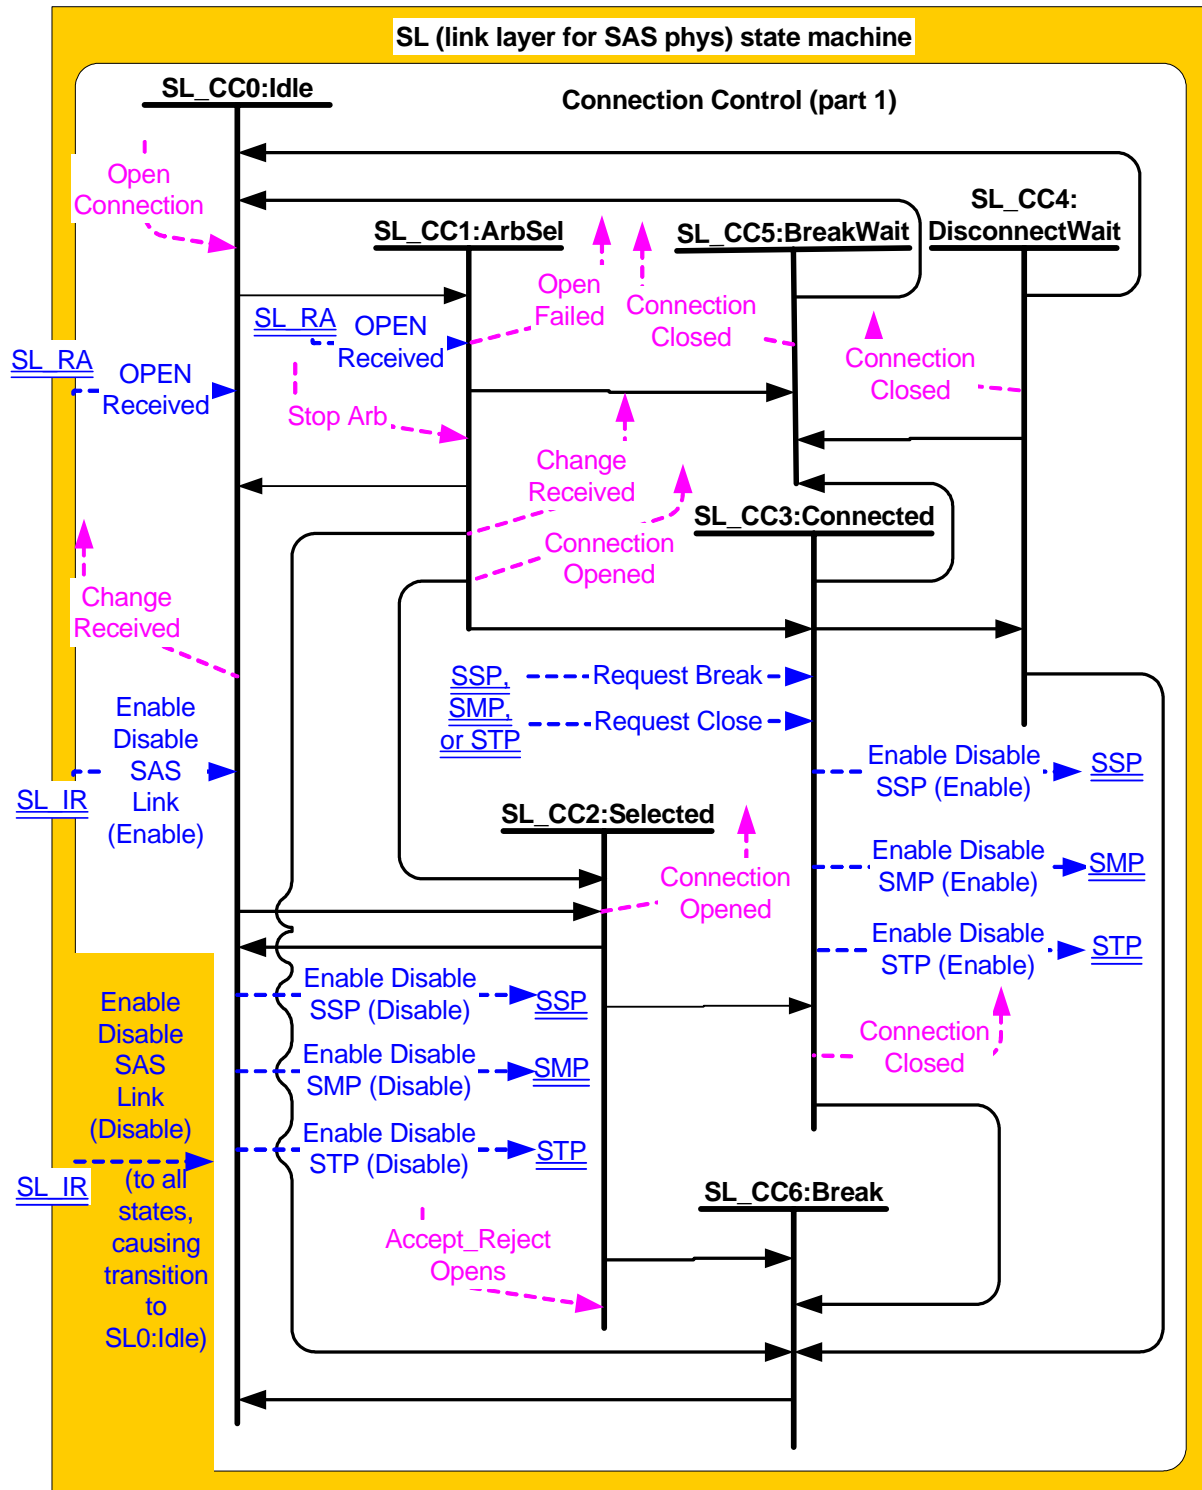 SL (link layer for SAS phys) state machine
SL_CC0:Idle
Connection Control (part 1)
Open
Connection
SL_CC4:
DisconnectWait
SL_CC1:ArbSel
SL_CC5:BreakWait
Open
Failed
Connection
Closed
SL_RA
OPEN
Received
Connection
Closed
SL_RA
OPEN
Received
Stop Arb
Change
Received
SL_CC3:Connected
Connection
Opened
Change
Received
SSP,
SMP,
or STP
Request Break
Request Close
Enable
Disable
SAS
Link
(Enable)
SL_IR
Enable Disable
SSP (Enable)
SSP
SL_CC2:Selected
Enable Disable
SMP (Enable)
SMP
Connection
Opened
Enable Disable
STP (Enable)
STP
Enable Disable
SSP (Disable)
SSP
Enable
Disable
SAS
Link
(Disable)
Connection
Closed
Enable Disable
SMP (Disable)
SMP
Enable Disable
STP (Disable)
STP
SL_IR
(to all
states,
causing
transition
to
SL0:Idle)
SL_CC6:Break
Accept_Reject
Opens